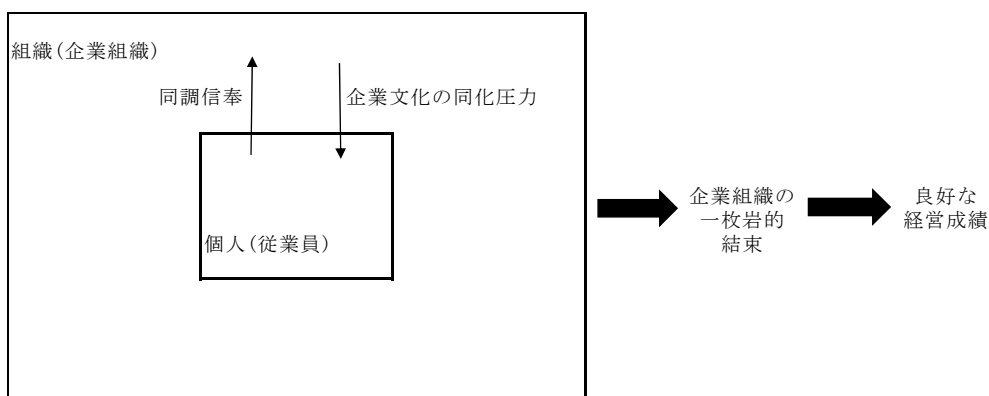 組織(企業組織)
同調信奉
企業文化の同化圧力
個人(従業員)
企業組織の
一枚岩的
結束
良好な
経営成績